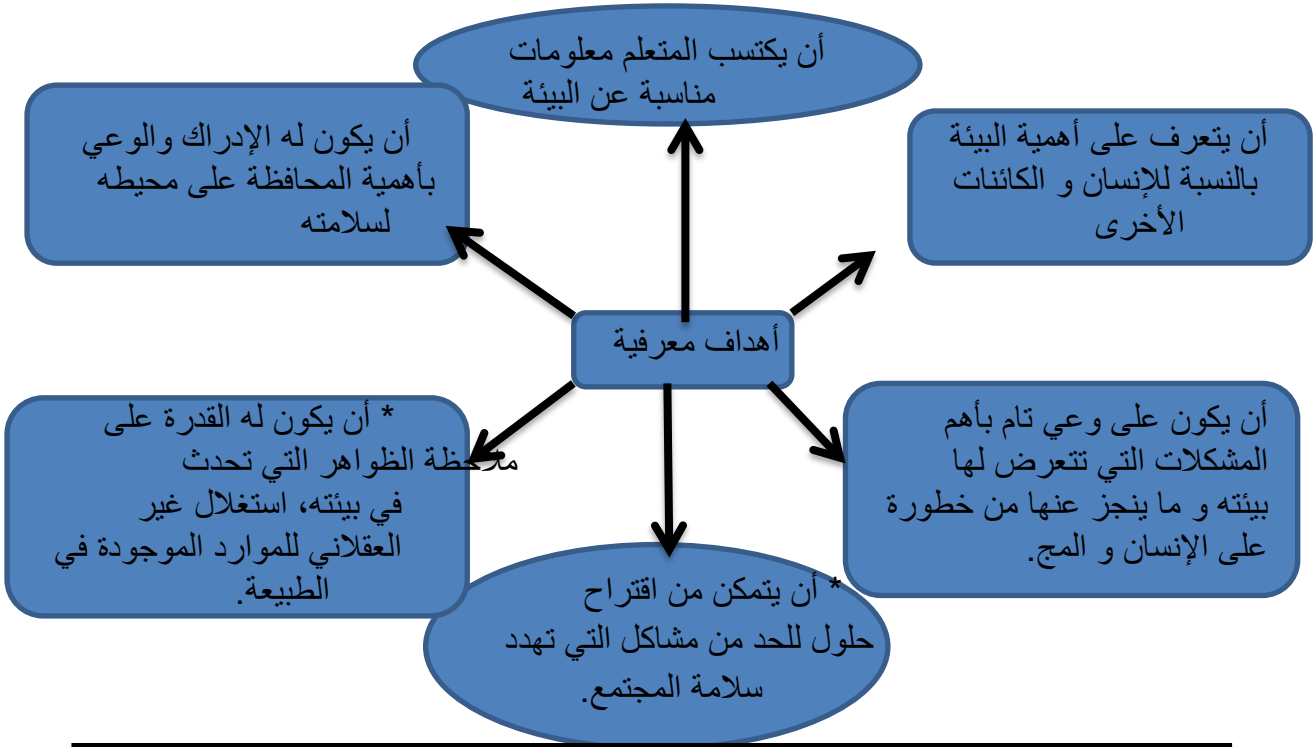 أن يكتسب المتعلم معلومات
مناسبة عن البيئة
أن يتعرف على أهمية البيئة
بالنسبة للإنسان و الكائنات
الأخرى
أن يكون له الإدراك والوعي
بأهمية المحافظة على محيطه
لسلامته
أهداف معرفية
أن يكون على وعي تام بأهم
المشكلات التي تتعرض لها
بيئته و ما ينجز عنها من خطورة
على الإنسان و المج.
* أن يكون له القدرة على
ملاحظة الظواهر التي تحدث
في بيئته، استغلال غير
العقلاني للموارد الموجودة في
الطبيعة.
* أن يتمكن من اقتراح
حلول للحد من مشاكل التي تهدد
سلامة المجتمع.